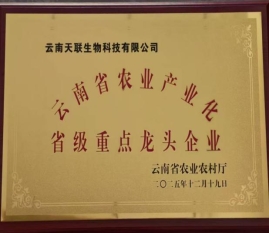 云南天联生物科技有限公司
云南省农业产业化
省级重点龙头企业
云南省农业农村厅
二〇二五年十二月十九日